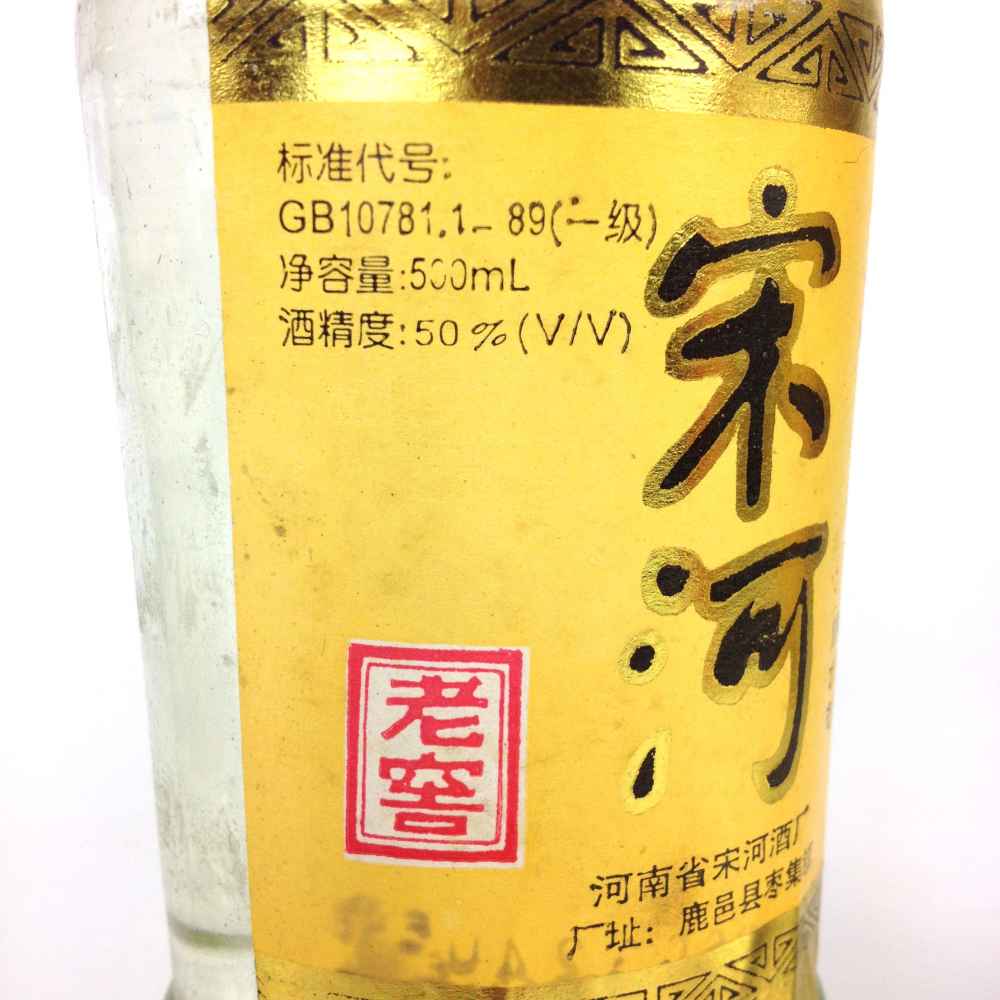 标准代号:
GB10781.1-89(一级)
净容量:500mL
酒精度:50%(V/V)
宋河
老窖
河南省宋河酒厂
厂址:鹿邑县枣集